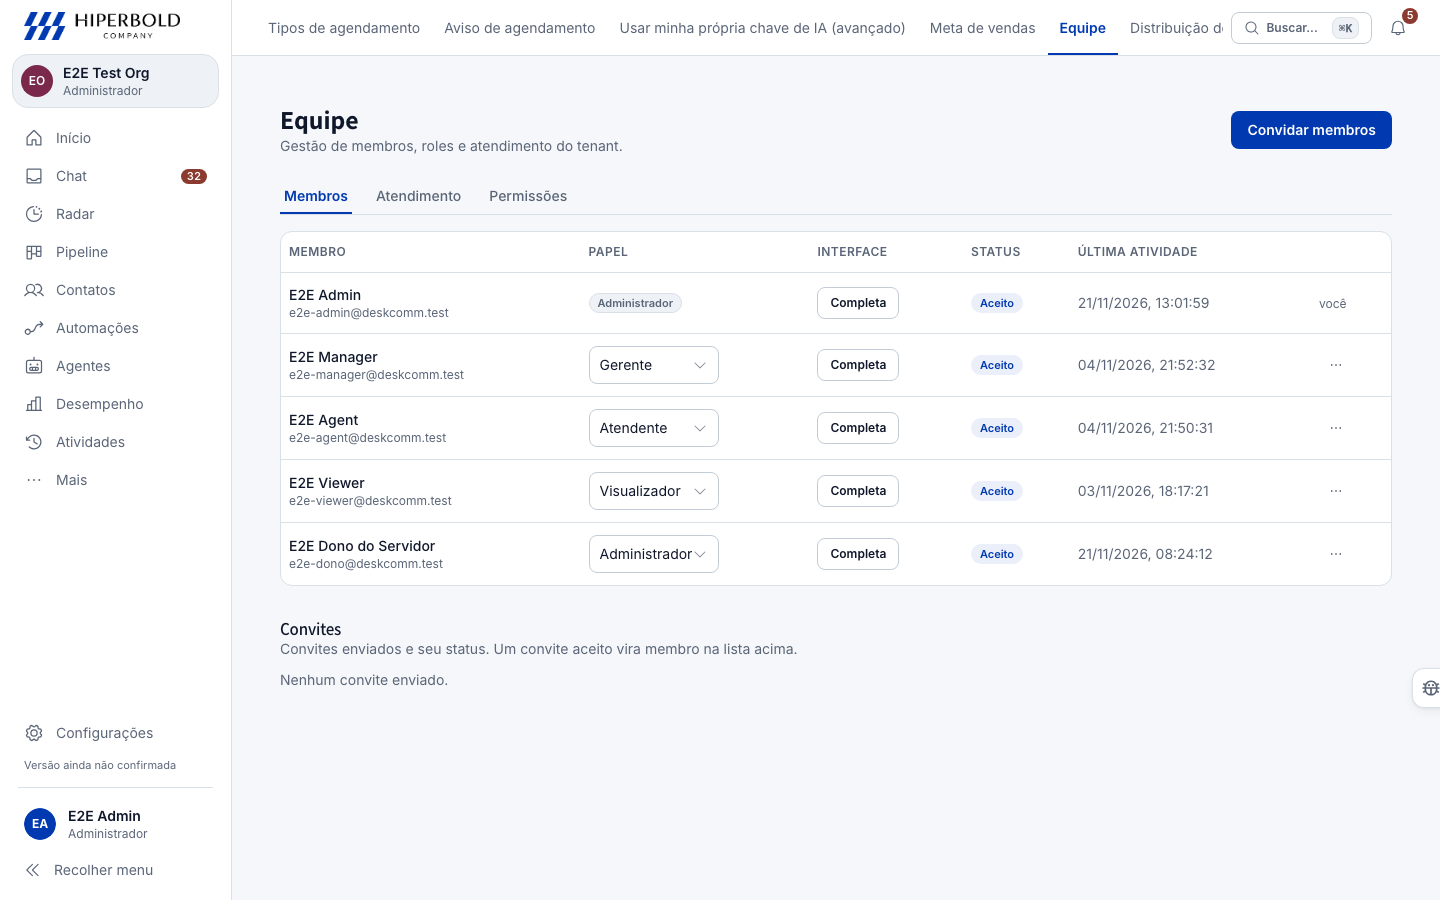 HIPERBOLD
COMPANY
EO
E2E Test Org
Administrador
Início
Chat
32
Radar
Pipeline
Contatos
Automações
Agentes
Desempenho
Atividades
Mais
Configurações
Versão ainda não confirmada
EA
E2E Admin
Administrador
Recolher menu
Tipos de agendamento
Aviso de agendamento
Usar minha própria chave de IA (avançado)
Meta de vendas
Equipe
Distribuição d
Buscar...
⌘K
5
Equipe
Gestão de membros, roles e atendimento do tenant.
Convidar membros
Membros
Atendimento
Permissões
MEMBRO PAPEL INTERFACE STATUS ÚLTIMA ATIVIDADE
E2E Admin
e2e-admin@deskcomm.test
Administrador
Completa
Aceito
21/11/2026, 13:01:59
você
E2E Manager
e2e-manager@deskcomm.test
Gerente
Completa
Aceito
04/11/2026, 21:52:32
...
E2E Agent
e2e-agent@deskcomm.test
Atendente
Completa
Aceito
04/11/2026, 21:50:31
...
E2E Viewer
e2e-viewer@deskcomm.test
Visualizador
Completa
Aceito
03/11/2026, 18:17:21
...
E2E Dono do Servidor
e2e-dono@deskcomm.test
Administrador
Completa
Aceito
21/11/2026, 08:24:12
...
Convites
Convites enviados e seu status. Um convite aceito vira membro na lista acima.
Nenhum convite enviado.